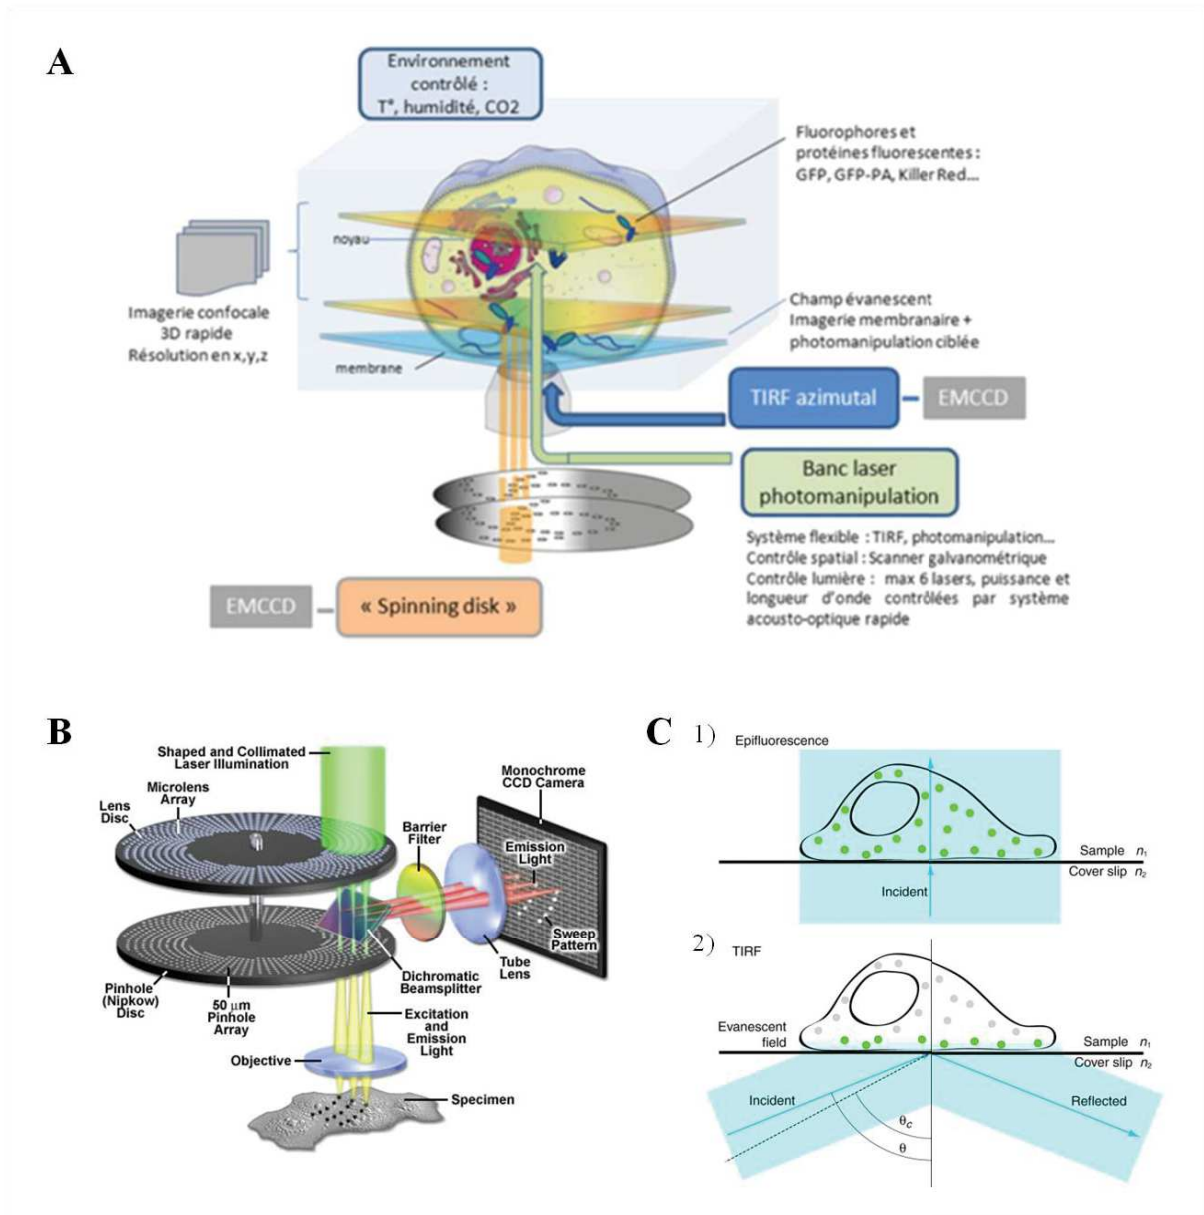 A
Environnement
contrôlé :
T°, humidité, CO2
Fluorophores et
protéines fluorescentes :
GFP, GFP-PA, Killer Red...
noyau
Imagerie confocale
3D rapide
Résolution en x,y,z
Champ évanescent
Imagerie membranaire +
photomanipulation ciblée
membrane
TIRF azimutal
EMCCD
Banc laser
photomanipulation
Système flexible : TIRF, photomanipulation...
Contrôle spatial : Scanner galvanométrique
Contrôle lumière : max 6 lasers, puissance et
longueur d'onde contrôlées par système
acousto-optique rapide
EMCCD
« Spinning disk »
B
Shaped and Collimated
Laser Illumination
Microlens
Array
Lens
Disc
Monochrome
CCD Camera
Barrier
Filter
Emission
Light
Sweep
Pattern
Tube
Lens
Dichromatic
Beamsplitter
Pinhole
(Nipkow)
Disc
50 µm
Pinhole
Array
Excitation
and
Emission
Light
Objective
Specimen
C
1)
Epifluorescence
Sample n₁
Cover slip n₂
Incident
2)
TIRF
Evanescent
field
Sample n₁
Cover slip n₂
Incident
Reflected
θc
θ